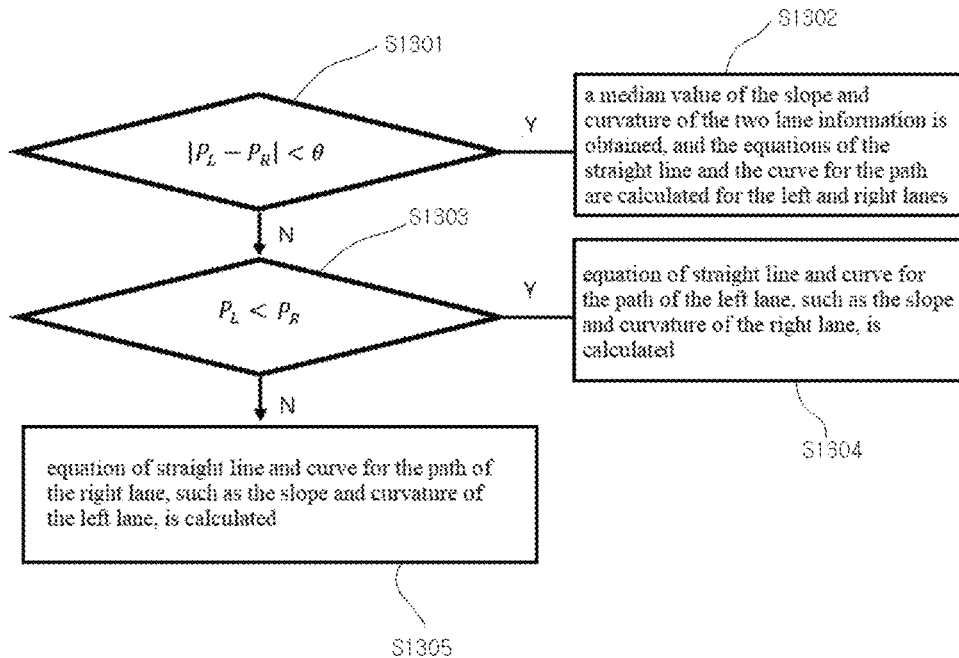 S1301
S1302
|P_L − P_R| < θ
Y
a median value of the slope and
curvature of the two lane information is
obtained, and the equations of the
straight line and the curve for the path
are calculated for the left and right lanes
N
S1303
P_L < P_R
Y
equation of straight line and curve for
the path of the left lane, such as the slope
and curvature of the right lane, is
calculated
N
S1304
equation of straight line and curve for the path of
the right lane, such as the slope and curvature of
the left lane, is calculated
S1305